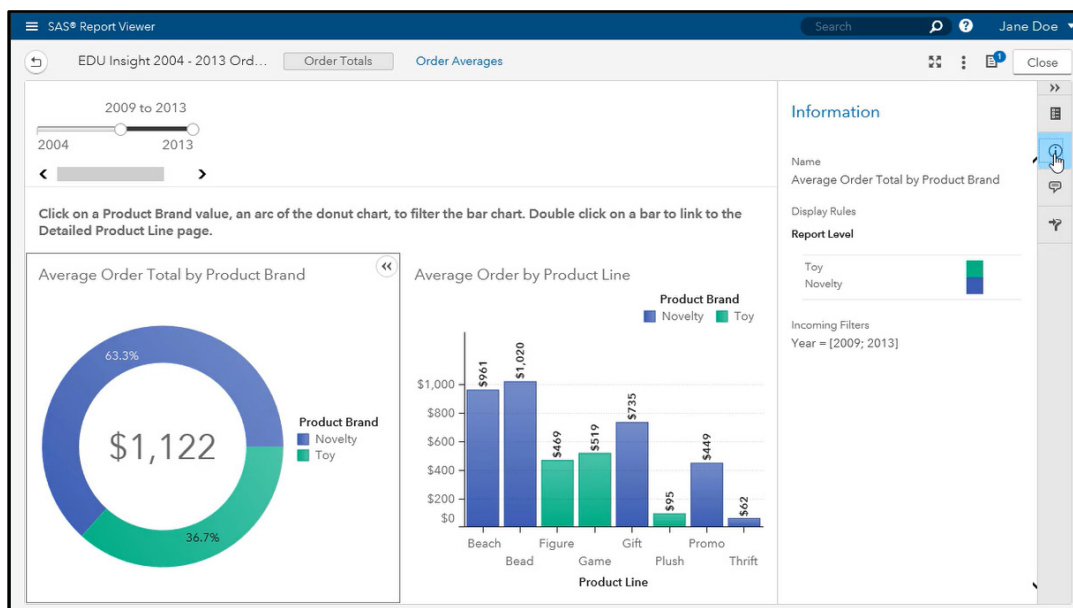 SAS® Report Viewer
Search
Jane Doe
EDU Insight 2004 - 2013 Ord...
Order Totals
Order Averages
1
Close
2009 to 2013
2004
2013
Click on a Product Brand value, an arc of the donut chart, to filter the bar chart. Double click on a bar to link to the
Detailed Product Line page.
Average Order Total by Product Brand
63.3%
$1,122
36.7%
Product Brand
Novelty
Toy
Average Order by Product Line
Product Brand
Novelty Toy
$1,000
$800
$600
$400
$200
$0
$961
$1,020
$469
$519
$735
$95
$449
$62
Beach
Bead
Figure
Game
Gift
Plush
Promo
Thrift
Product Line
Information
Name
Average Order Total by Product Brand
Display Rules
Report Level
Toy
Novelty
Incoming Filters
Year = [2009; 2013]